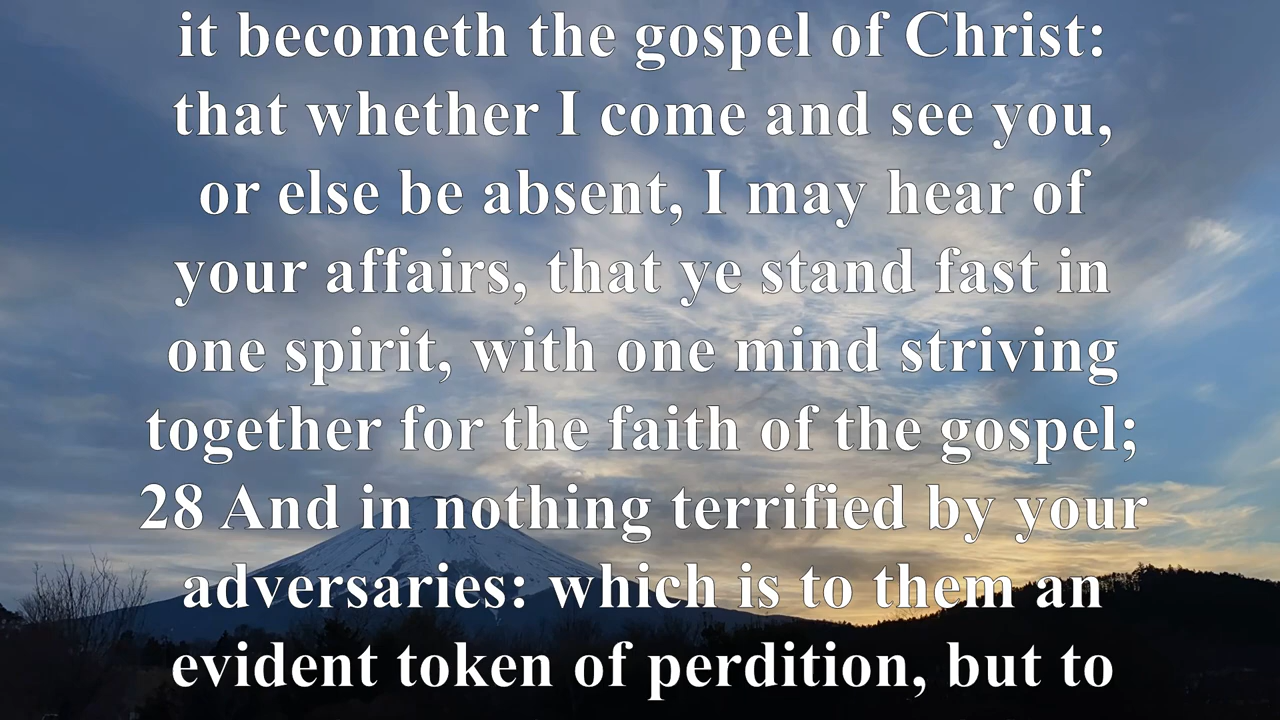 it becometh the gospel of Christ:
that whether I come and see you,
or else be absent, I may hear of
your affairs, that ye stand fast in
one spirit, with one mind striving
together for the faith of the gospel;
28 And in nothing terrified by your
adversaries: which is to them an
evident token of perdition, but to